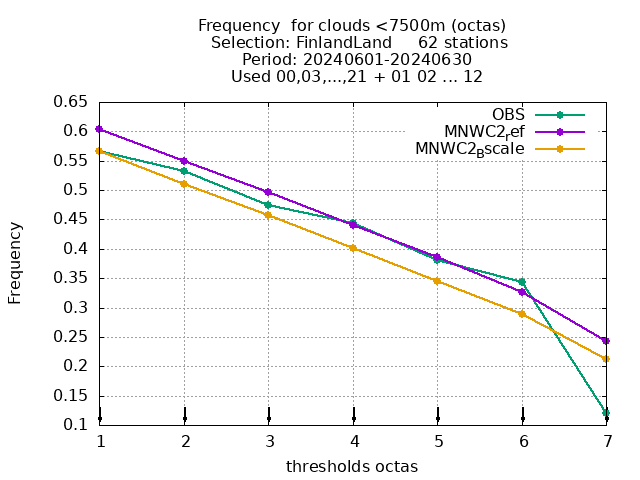 Frequency  for clouds <7500m (octas)
Selection: FinlandLand     62 stations
Period: 20240601-20240630
Used 00,03,...,21 + 01 02 ... 12
OBS
MNWC2ref
MNWC2Bscale
0.65
0.6
0.55
0.5
0.45
0.4
0.35
0.3
0.25
0.2
0.15
0.1
Frequency
1 2 3 4 5 6 7
thresholds octas